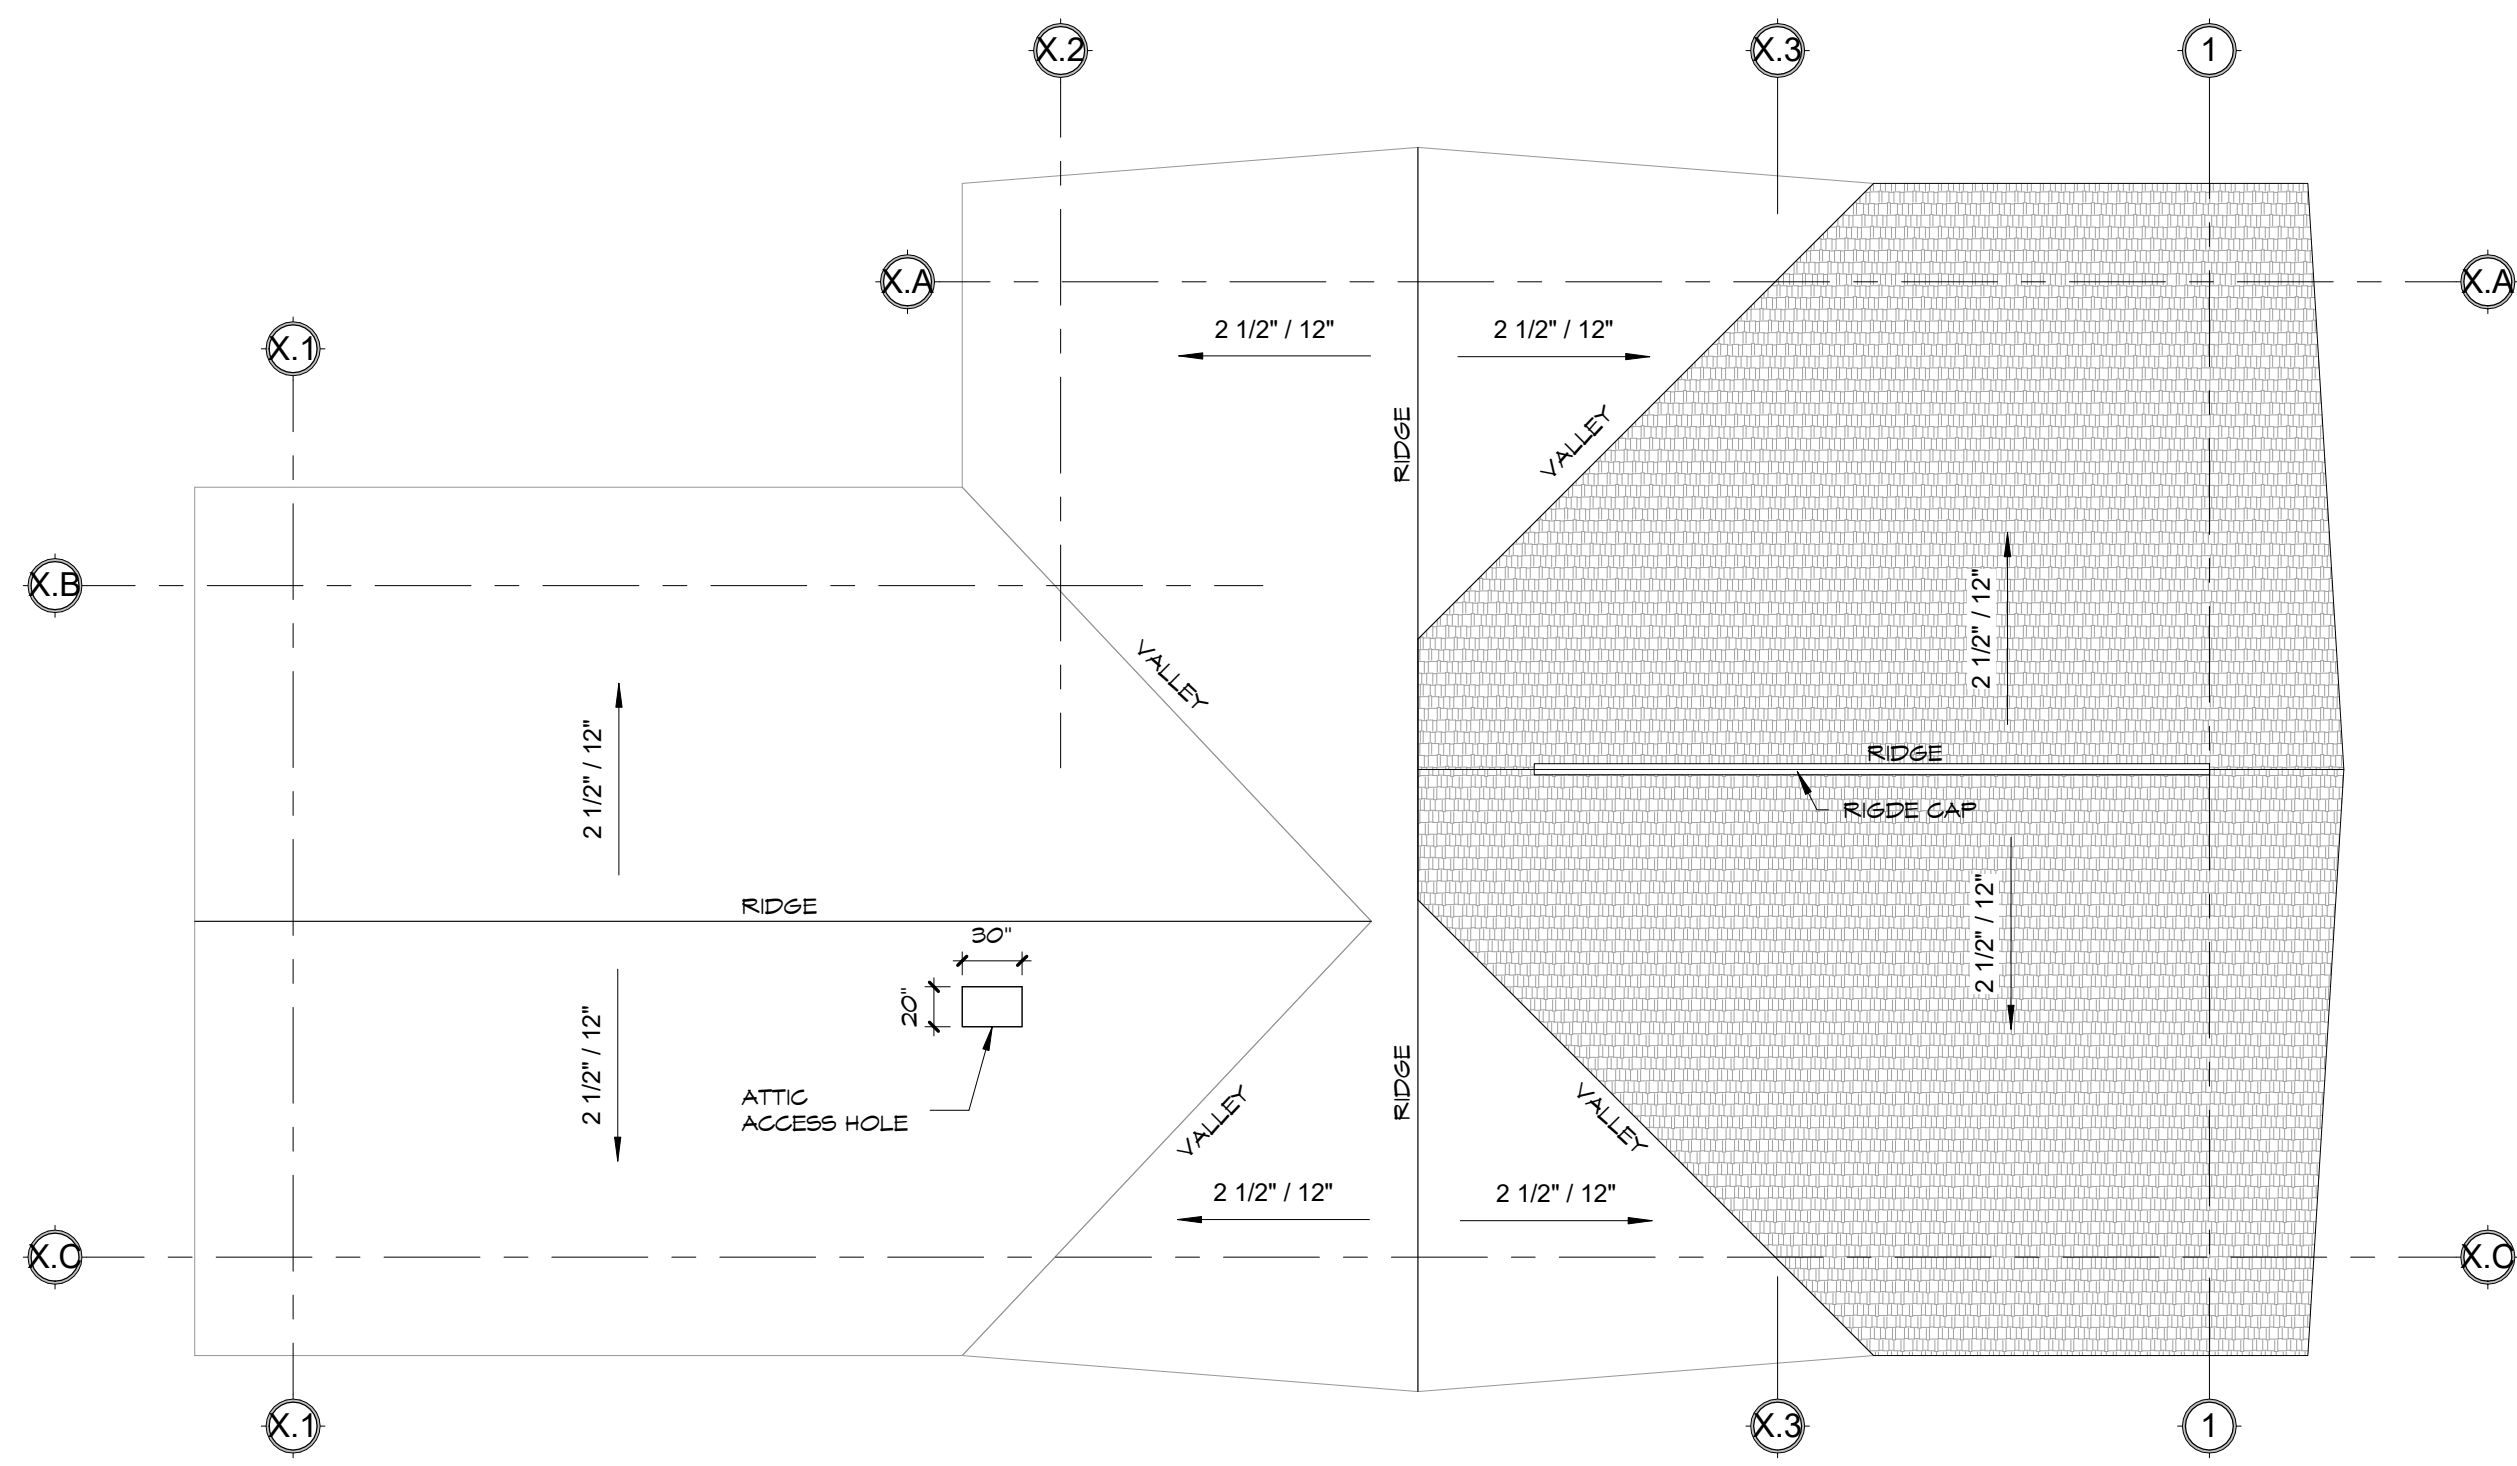 X.2
X.3
1
X.A
X.A
2 1/2" / 12"
2 1/2" / 12"
X.1
RIDGE
VALLEY
X.B
2 1/2" / 12"
VALLEY
2 1/2" / 12"
RIDGE
RIGDE CAP
RIDGE
30"
20"
2 1/2" / 12"
2 1/2" / 12"
ATTIC
ACCESS HOLE
RIDGE
VALLEY
VALLEY
2 1/2" / 12"
2 1/2" / 12"
X.C
X.C
X.1
X.3
1